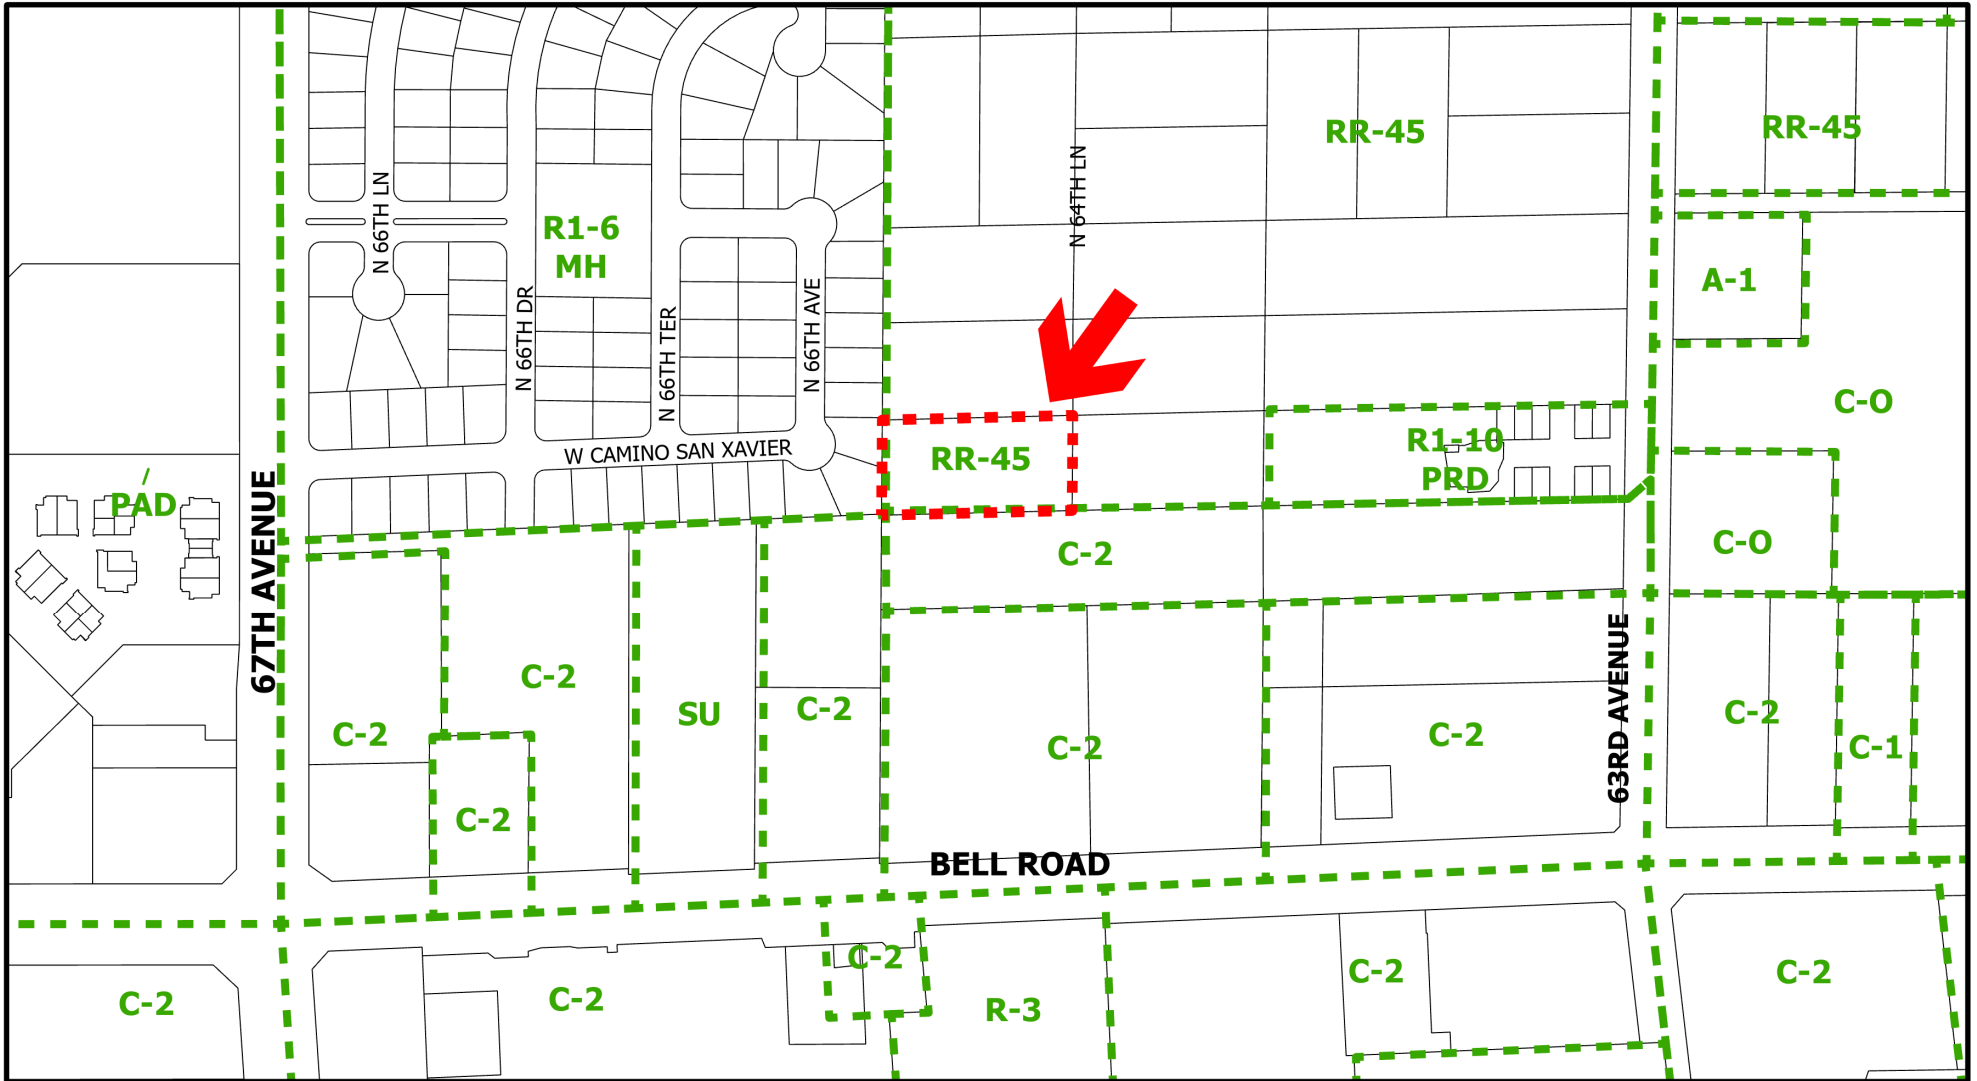 RR-45
RR-45
N 66TH LN
N 64TH LN
R1-6
MH
A-1
N 66TH DR
N 66TH TER
N 66TH AVE
C-O
W CAMINO SAN XAVIER
RR-45
R1-10
PRD
PAD
67TH AVENUE
C-2
C-O
C-2
SU
C-2
C-2
C-2
C-2
63RD AVENUE
C-2
C-1
C-2
BELL ROAD
C-2
C-2
C-2
R-3
C-2
C-2